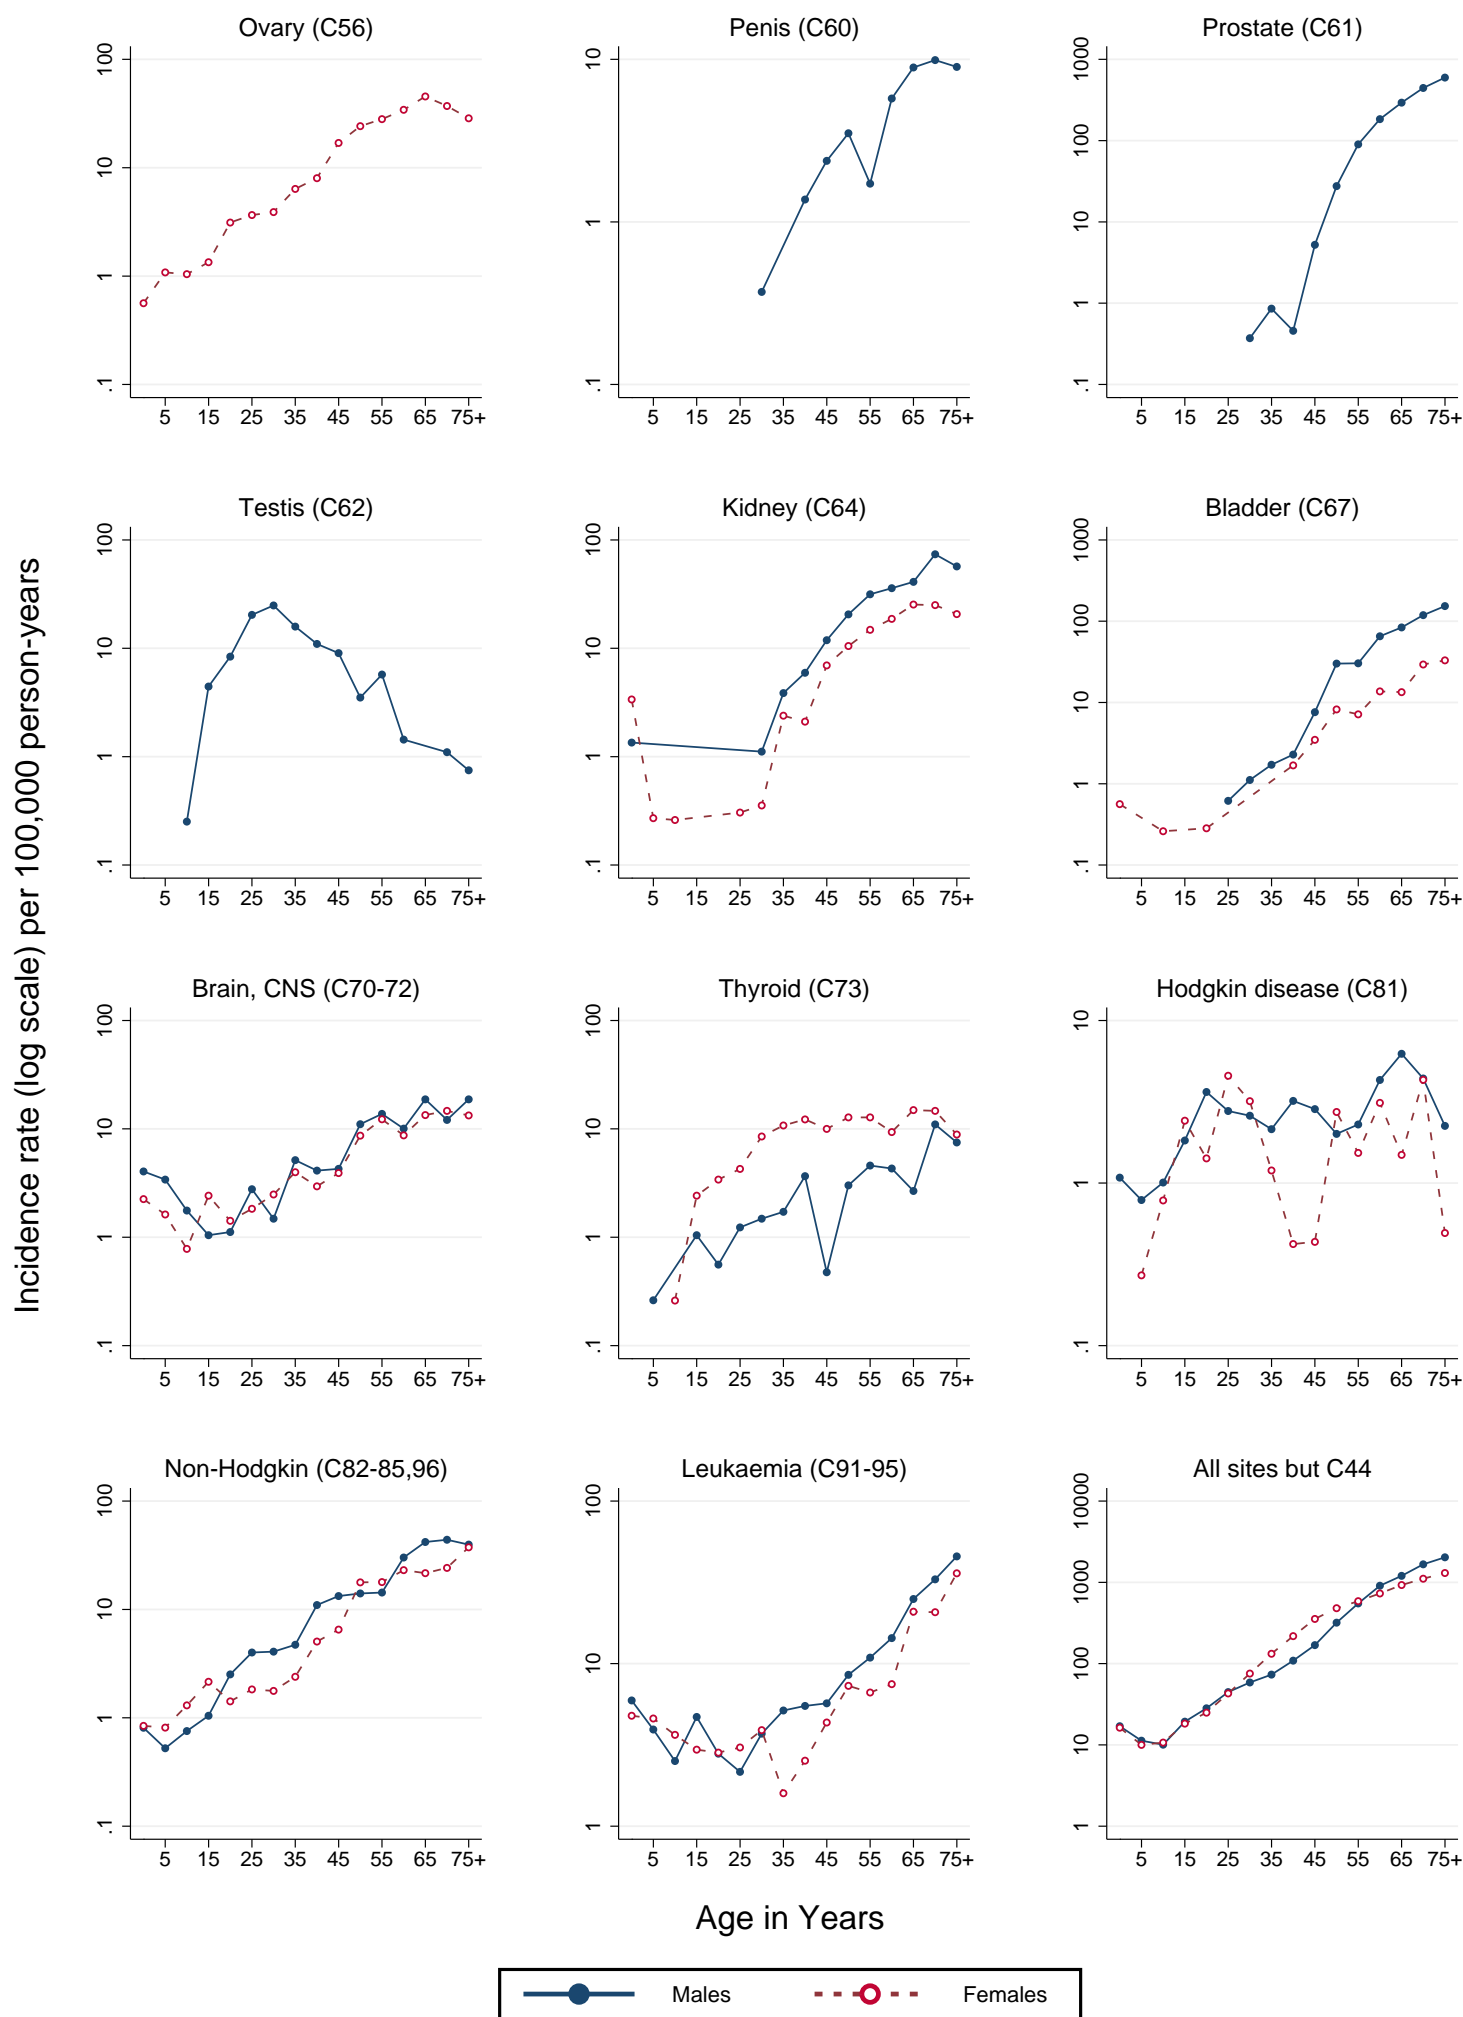 Ovary (C56)
Penis (C60)
Prostate (C61)
.1 1 10 100
5 15 25 35 45 55 65 75+
.1 1 10
5 15 25 35 45 55 65 75+
.1 1 10 100 1000
5 15 25 35 45 55 65 75+
Testis (C62)
Kidney (C64)
Bladder (C67)
.1 1 10 100
5 15 25 35 45 55 65 75+
.1 1 10 100
5 15 25 35 45 55 65 75+
.1 1 10 100 1000
5 15 25 35 45 55 65 75+
Incidence rate (log scale) per 100,000 person-years
Brain, CNS (C70-72)
Thyroid (C73)
Hodgkin disease (C81)
.1 1 10 100
5 15 25 35 45 55 65 75+
.1 1 10 100
5 15 25 35 45 55 65 75+
.1 1 10
5 15 25 35 45 55 65 75+
Non-Hodgkin (C82-85,96)
Leukaemia (C91-95)
All sites but C44
.1 1 10 100
5 15 25 35 45 55 65 75+
1 10 100
5 15 25 35 45 55 65 75+
1 10 100 1000 10000
5 15 25 35 45 55 65 75+
Age in Years
Males
Females